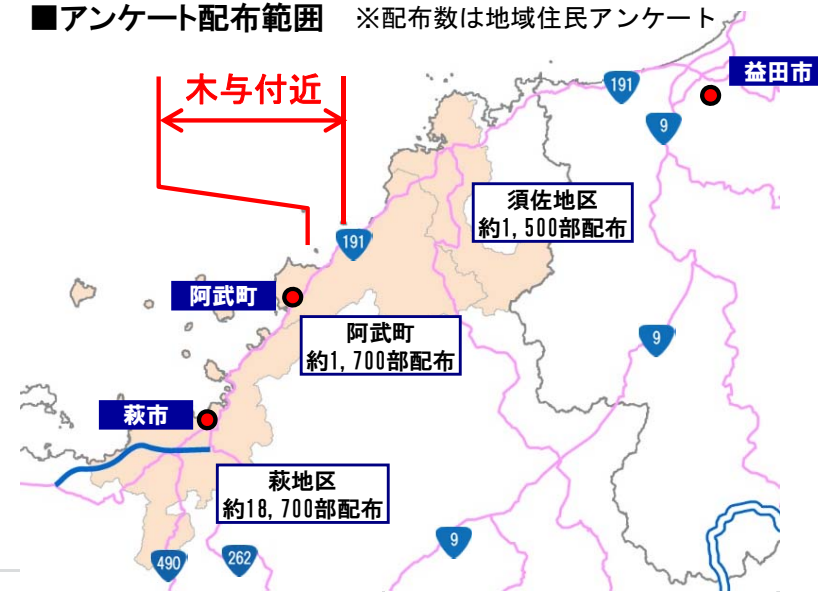 ■アンケート配布範囲 ※配布数は地域住民アンケート
益田市
木与付近
191
9
須佐地区
約1,500部配布
191
阿武町
阿武町
約1,700部配布
9
萩市
萩地区
約18,700部配布
490
262
9